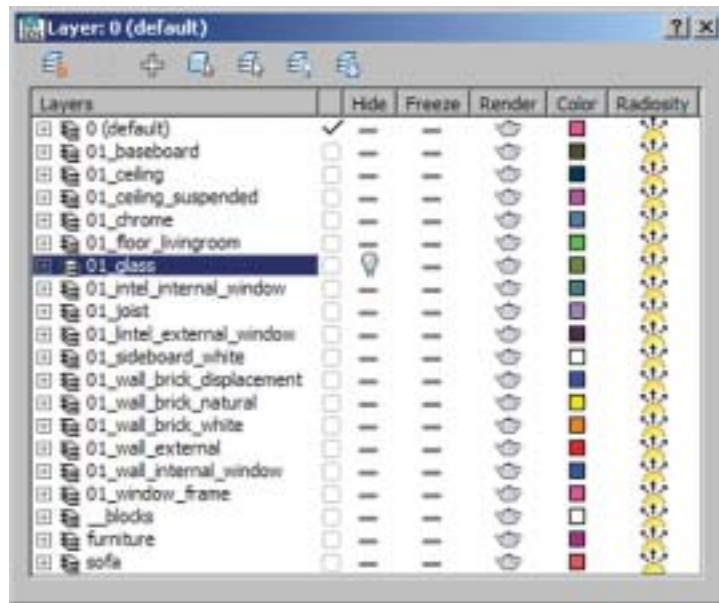 Layer: 0 (default)
Layers Hide Freeze Render Color Radiosity
0 (default)
01_baseboard
01_ceiling
01_ceiling_suspended
01_chrome
01_floor_livingroom
01_glass
01_intel_internal_window
01_joist
01_lintel_external_window
01_sideboard_white
01_wall_brick_displacement
01_wall_brick_natural
01_wall_brick_white
01_wall_external
01_wall_internal_window
01_window_frame
__blocks
furniture
sofa